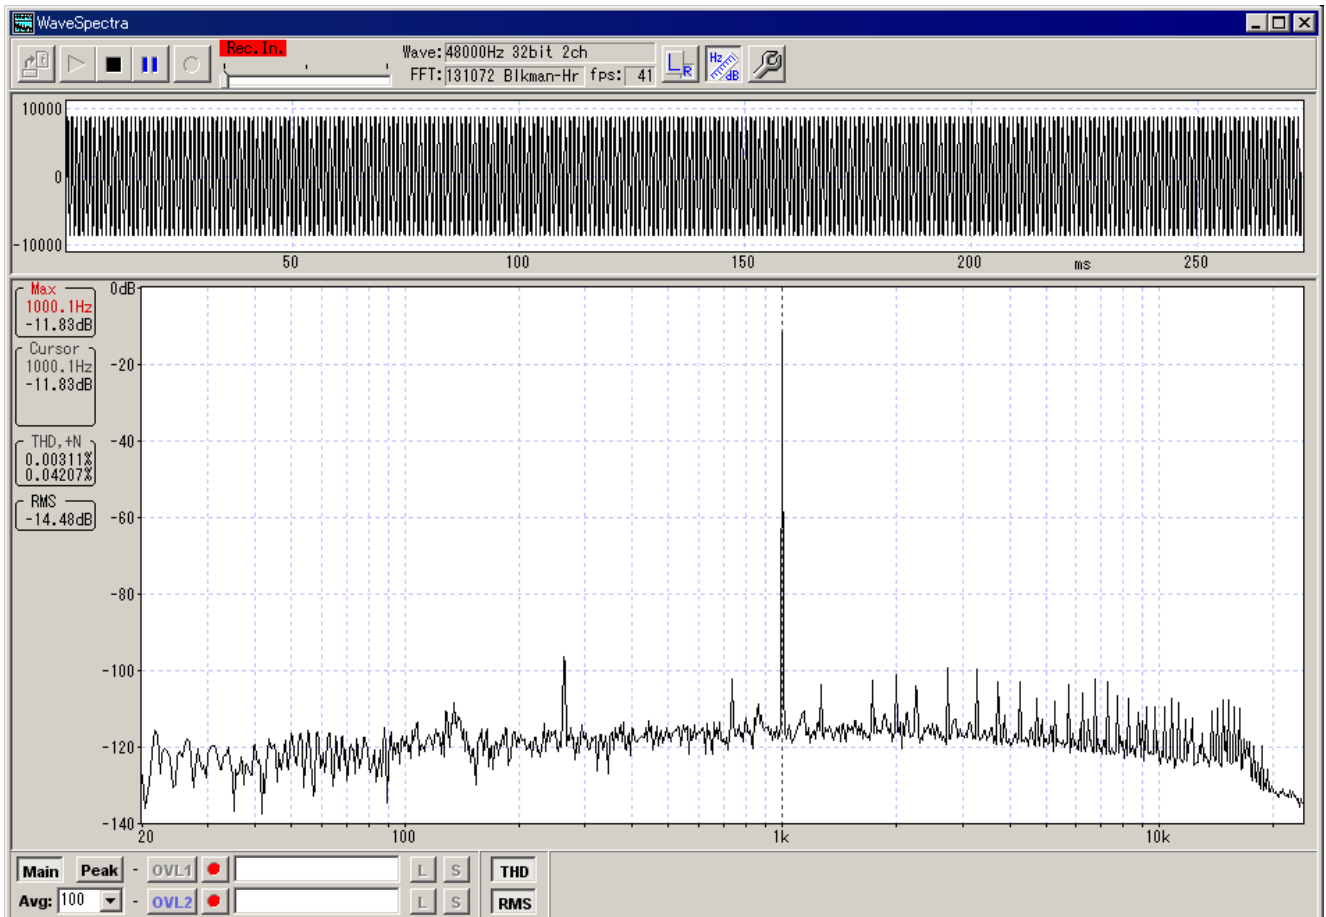 WaveSpectra
Rec.In.
Wave: 48000Hz 32bit 2ch
FFT: 131072 Blkman-Hr fps: 41
L R
Hz dB
10000
0
-10000
50 100 150 200 ms 250
Max
1000.1Hz
-11.83dB
Cursor
1000.1Hz
-11.83dB
THD,+N
0.00311%
0.04207%
RMS
-14.48dB
0dB
-20
-40
-60
-80
-100
-120
-140
20 100 1k 10k
Main Peak - OVL1 L S THD
Avg: 100 - OVL2 L S RMS